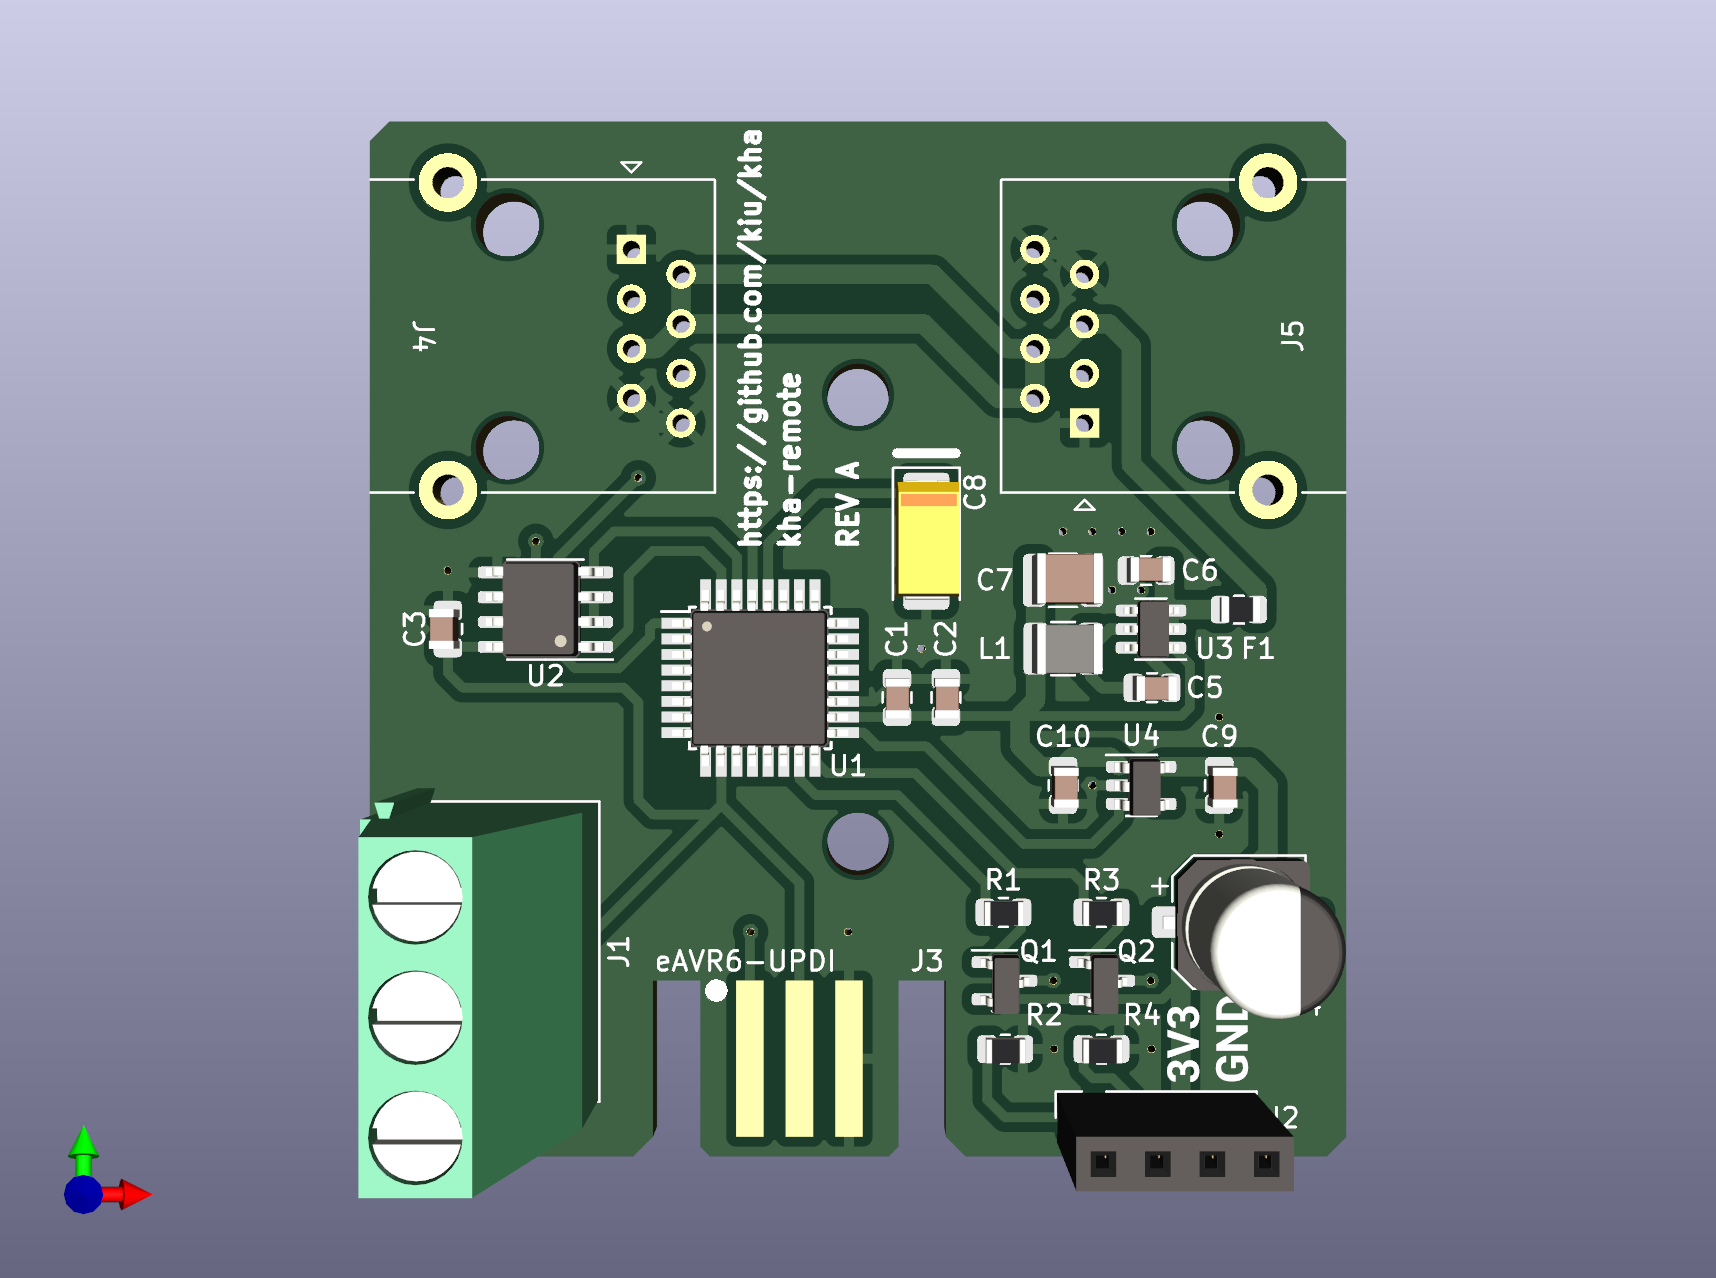 https://github.com/kiu/kha
kha-remote
REV A
J4
J5
C8
C7
C6
C3
C1
C2
L1
U3
F1
U2
C5
C10
U4
C9
U1
R1
R3
+
J1
eAVR6-UPDI
J3
Q1
Q2
R2
R4
3V3
GND
J2